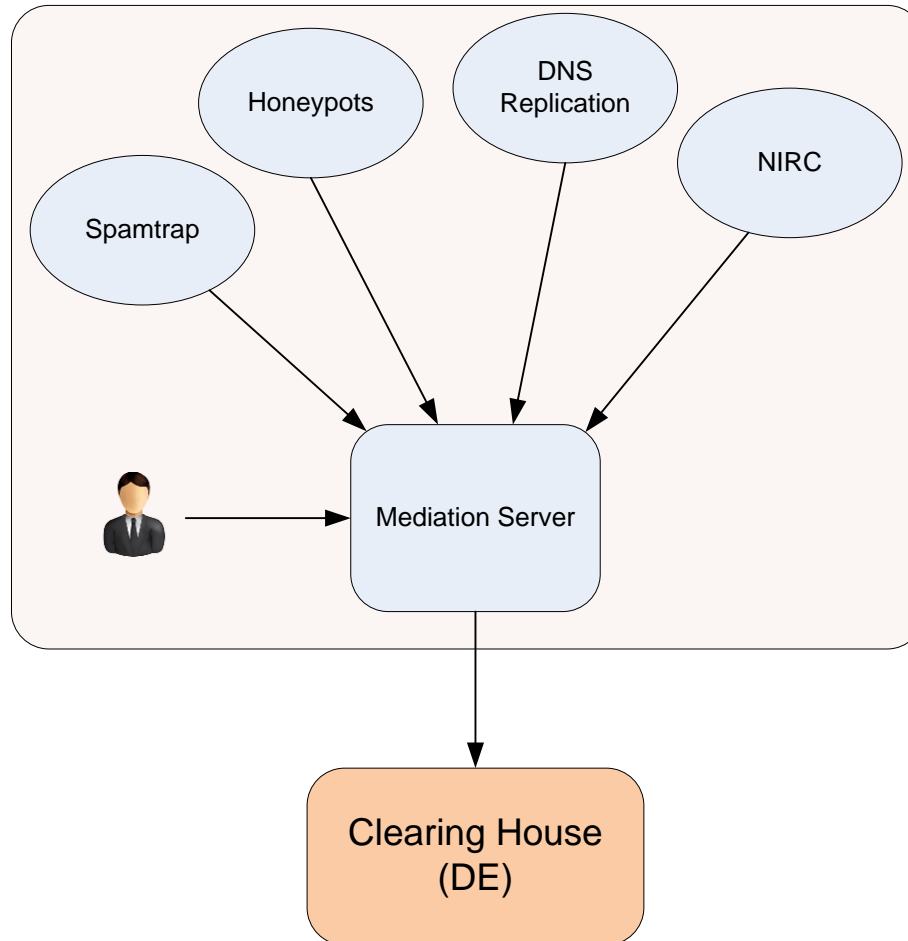 DNS
Replication
Honeypots
NIRC
Spamtrap
Mediation Server
Clearing House
(DE)